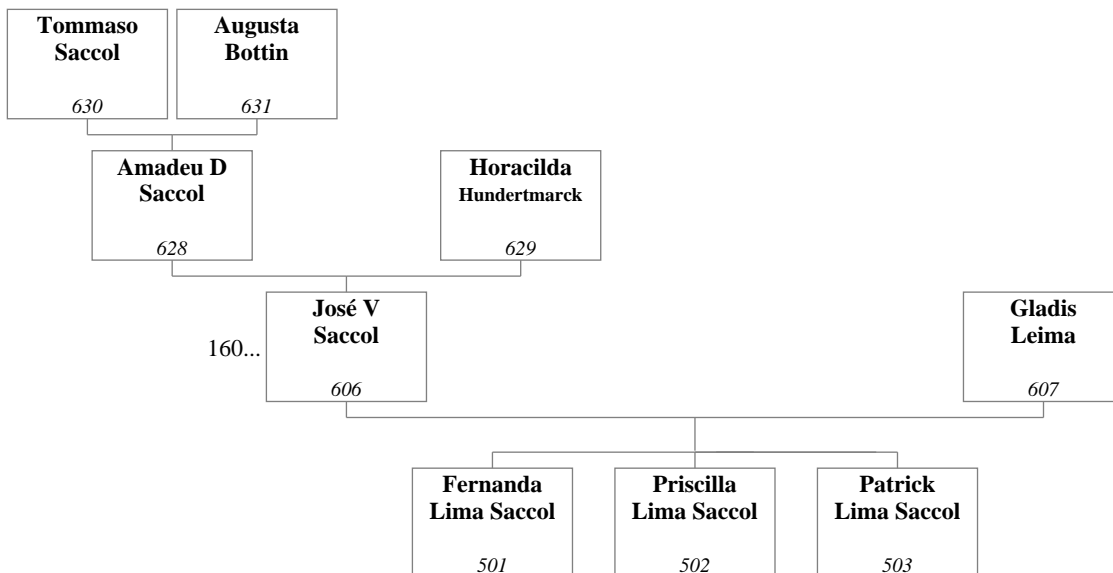 Tommaso
Saccol
630
Augusta
Bottin
631
Amadeu D
Saccol
628
Horacilda
Hundertmarck
629
160...
José V
Saccol
606
Gladis
Leima
607
Fernanda
Lima Saccol
501
Priscilla
Lima Saccol
502
Patrick
Lima Saccol
503